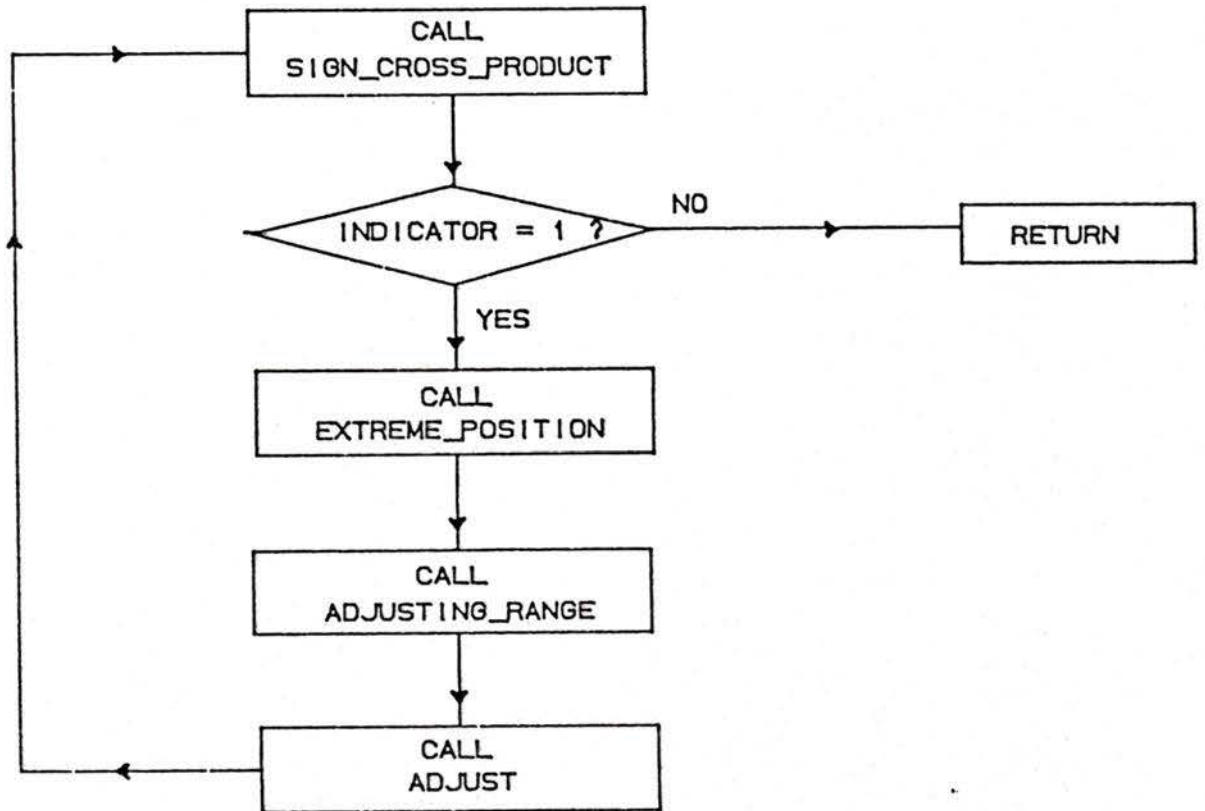 CALL
SIGN_CROSS_PRODUCT
INDICATOR = 1 ?
NO
RETURN
YES
CALL
EXTREME_POSITION
CALL
ADJUSTING_RANGE
CALL
ADJUST